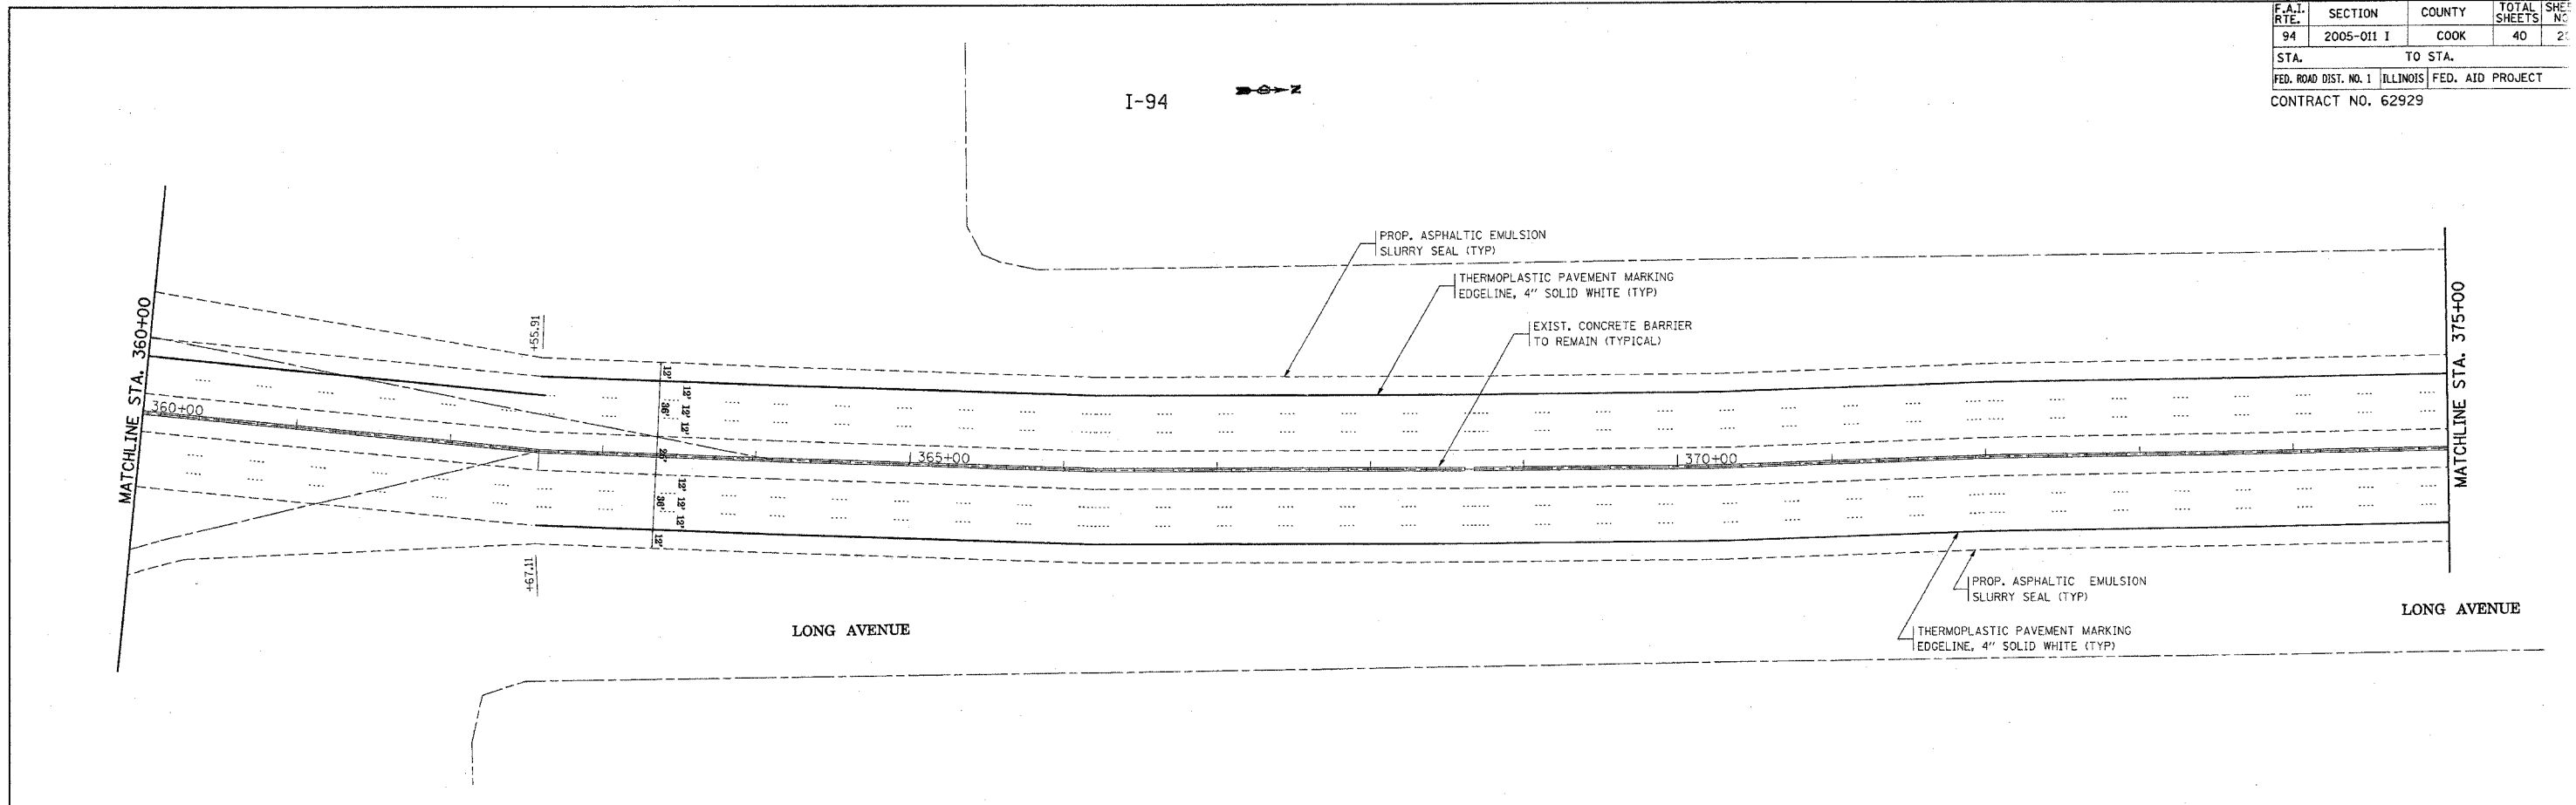 F.A.I. RTE. SECTION COUNTY TOTAL SHEETS
94 2005-011 I COOK 40
STA. TO STA.
FED. ROAD DIST. NO. 1 ILLINOIS FED. AID PROJECT
CONTRACT NO. 62929
I-94
N
PROP. ASPHALTIC EMULSION
SLURRY SEAL (TYP)
THERMOPLASTIC PAVEMENT MARKING
EDGELINE, 4" SOLID WHITE (TYP)
EXIST. CONCRETE BARRIER
TO REMAIN (TYPICAL)
MATCHLINE STA. 360+00
+55.91
MATCHLINE STA. 375+00
12'
12' 12' 12'
36'
360+00
365+00
370+00
12' 12' 12'
36'
12'
+67.11
PROP. ASPHALTIC EMULSION
SLURRY SEAL (TYP)
THERMOPLASTIC PAVEMENT MARKING
EDGELINE, 4" SOLID WHITE (TYP)
LONG AVENUE
LONG AVENUE